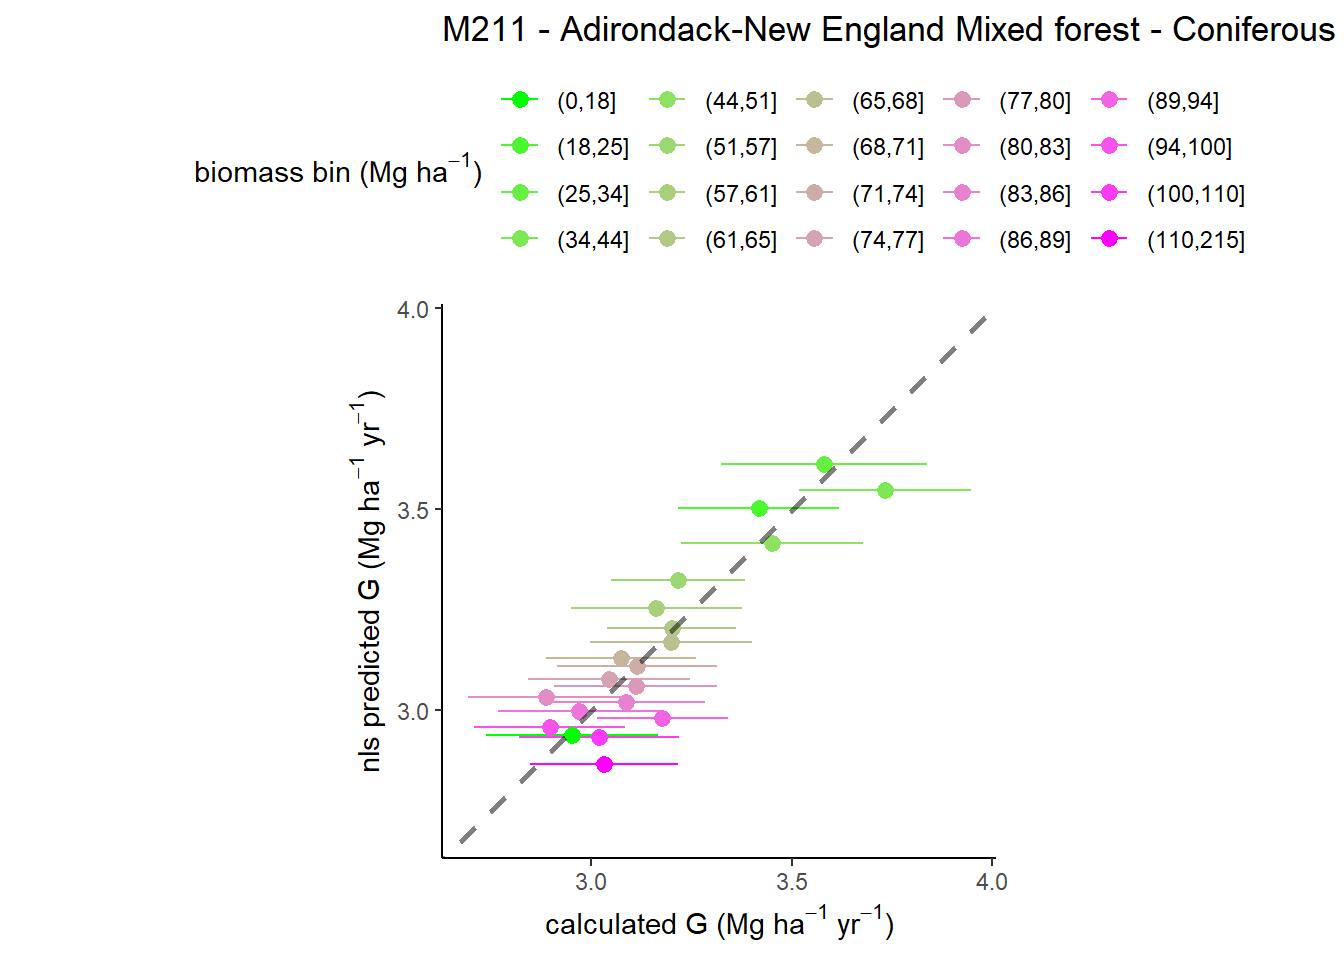 M211 - Adirondack-New England Mixed forest - Coniferous
biomass bin (Mg ha⁻¹)
(0,18] (44,51] (65,68] (77,80] (89,94]
(18,25] (51,57] (68,71] (80,83] (94,100]
(25,34] (57,61] (71,74] (83,86] (100,110]
(34,44] (61,65] (74,77] (86,89] (110,215]
nls predicted G (Mg ha⁻¹ yr⁻¹)
4.0
3.5
3.0
3.0 3.5 4.0
calculated G (Mg ha⁻¹ yr⁻¹)